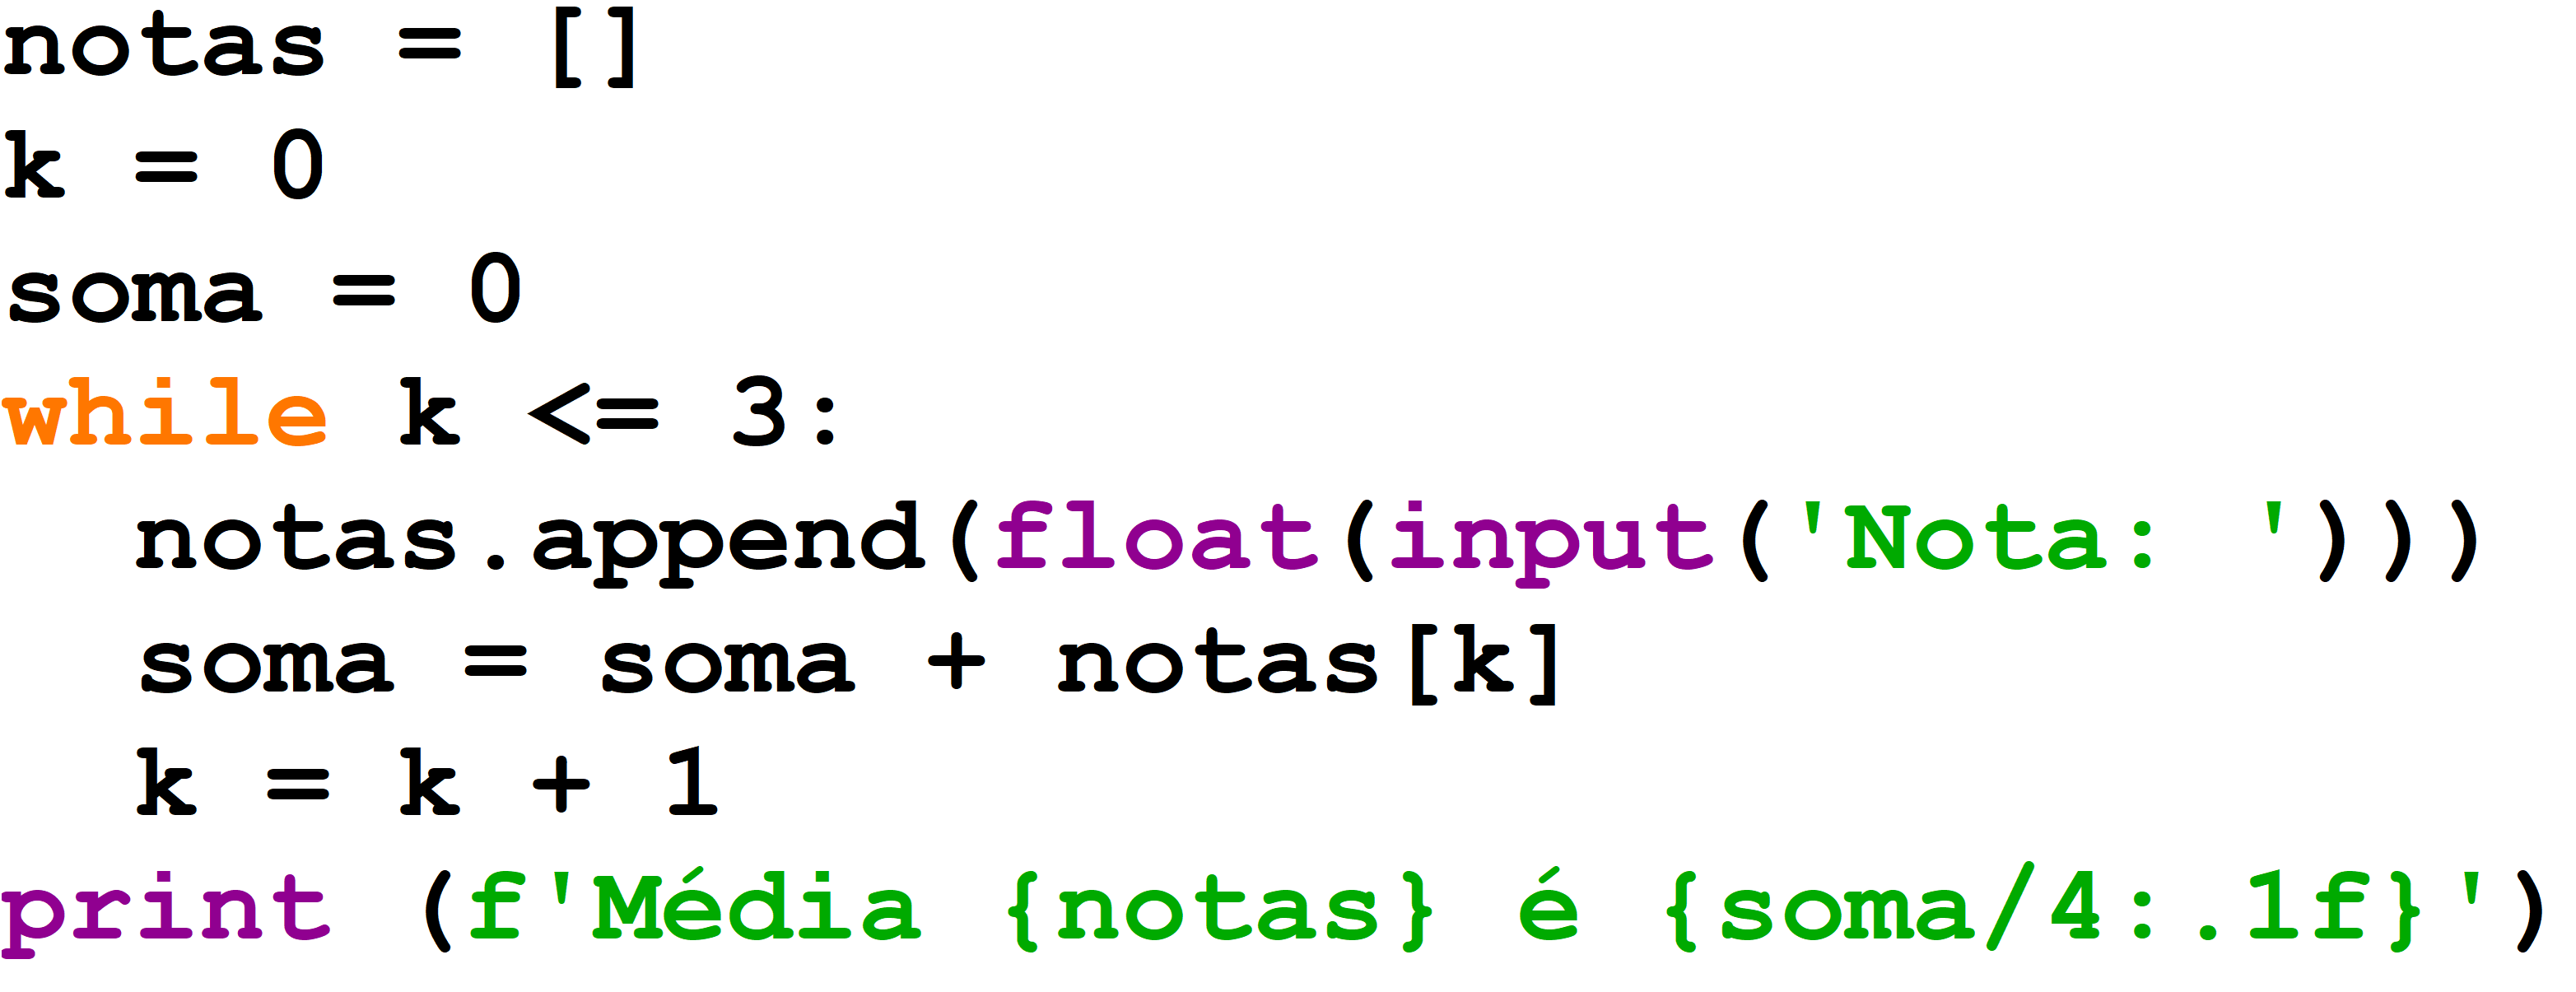 notas = []
k = 0
soma = 0
while k <= 3:
  notas.append(float(input('Nota: ')))
  soma = soma + notas[k]
  k = k + 1
print (f'Média {notas} é {soma/4:.1f}')